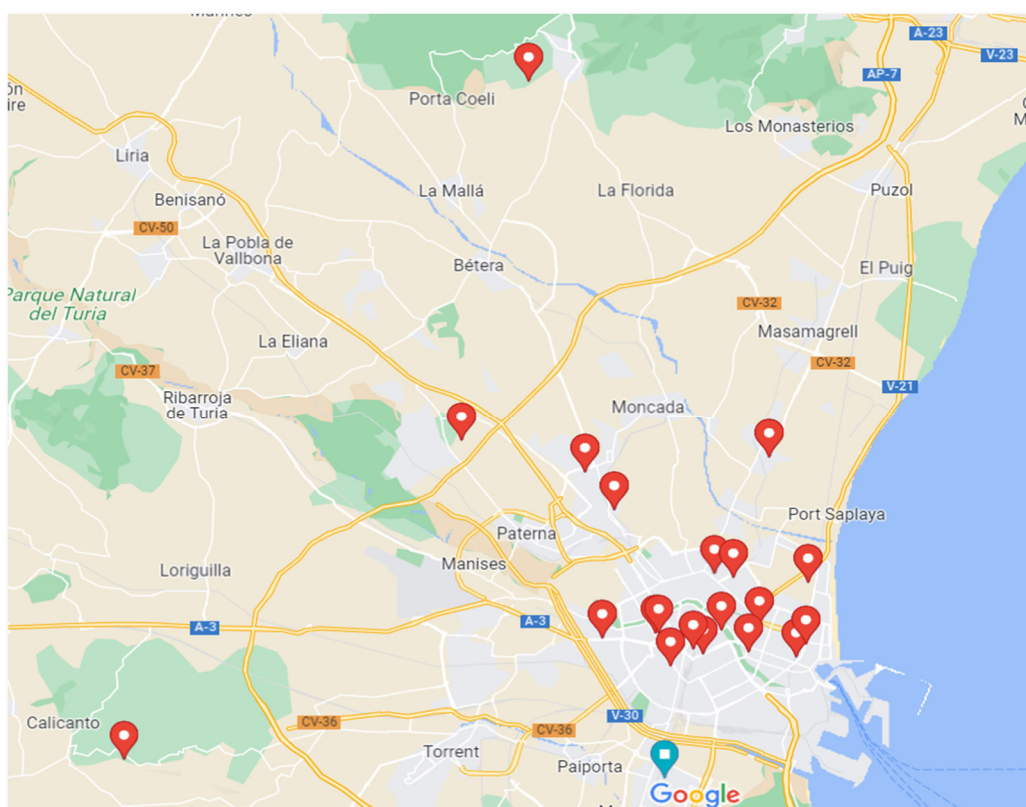 A-23
V-23
AP-7
Porta Coeli
Los Monasterios
Liria
La Mallá
La Florida
Puzol
Benisanó
CV-50
La Pobla de
Vallbona
Bétera
El Puig
Parque Natural
del Turia
CV-32
Masamagrell
La Eliana
CV-32
CV-37
V-21
Ribarroja
de Turia
Moncada
Port Saplaya
Paterna
Manises
Loriguilla
A-3
A-3
Calicanto
CV-36
V-30
CV-36
Torrent
Paiporta
Google